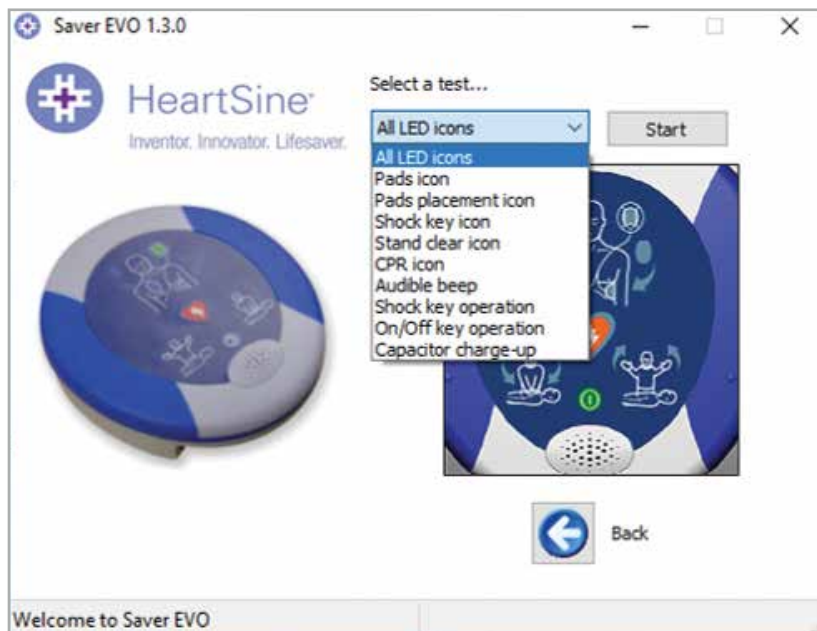 Saver EVO 1.3.0
HeartSine
Inventor. Innovator. Lifesaver.
Select a test...
All LED icons
Start
All LED icons
Pads icon
Pads placement icon
Shock key icon
Stand clear icon
CPR icon
Audible beep
Shock key operation
On/Off key operation
Capacitor charge-up
Back
Welcome to Saver EVO